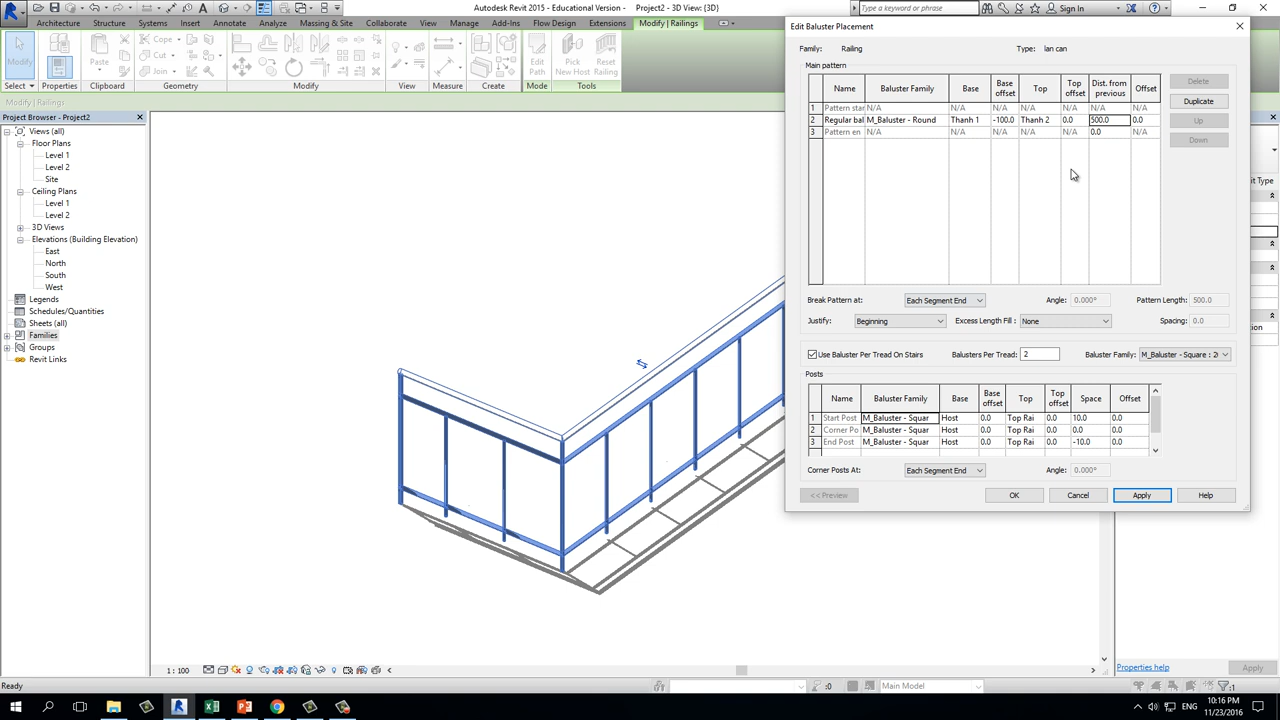 Autodesk Revit 2015 - Educational Version - Project2 - 3D View: {3D}
Type a keyword or phrase
Sign In
Architecture Structure Systems Insert Annotate Analyze Massing & Site Collaborate View Manage Add-Ins Flow Design Extensions Modify | Railings
Modify
Properties
Paste
Cope
Cut
Join
Edit Path
Pick New Host
Reset Railing
Select Properties Clipboard Geometry Modify View Measure Create Mode Tools
Modify | Railings
Project Browser - Project2
Views (all)
Floor Plans
Level 1
Level 2
Site
Ceiling Plans
Level 1
Level 2
3D Views
Elevations (Building Elevation)
East
North
South
West
Legends
Schedules/Quantities
Sheets (all)
Families
Groups
Revit Links
Edit Baluster Placement
Family: Railing Type: lan can
Main pattern
Name Baluster Family Base Base offset Top Top offset Dist. from previous Offset
1 Pattern star N/A N/A N/A N/A N/A N/A N/A
2 Regular bal M_Baluster - Round Thanh 1 -100.0 Thanh 2 0.0 500.0 0.0
3 Pattern en N/A N/A N/A N/A N/A 0.0 N/A
Delete
Duplicate
Up
Down
Break Pattern at: Each Segment End Angle: 0.000° Pattern Length: 500.0
Justify: Beginning Excess Length Fill : None Spacing: 0.0
Use Baluster Per Tread On Stairs Balusters Per Tread: 2 Baluster Family: M_Baluster - Square : 2
Posts
Name Baluster Family Base Base offset Top Top offset Space Offset
1 Start Post M_Baluster - Squar Host 0.0 Top Rai 0.0 10.0 0.0
2 Corner Po M_Baluster - Squar Host 0.0 Top Rai 0.0 0.0 0.0
3 End Post M_Baluster - Squar Host 0.0 Top Rai 0.0 -10.0 0.0
Corner Posts At: Each Segment End Angle: 0.000°
<< Preview OK Cancel Apply Help
it Type
tion
Properties help Apply
1 : 100
Ready
:0
Main Model
:1
ENG
10:16 PM
11/23/2016